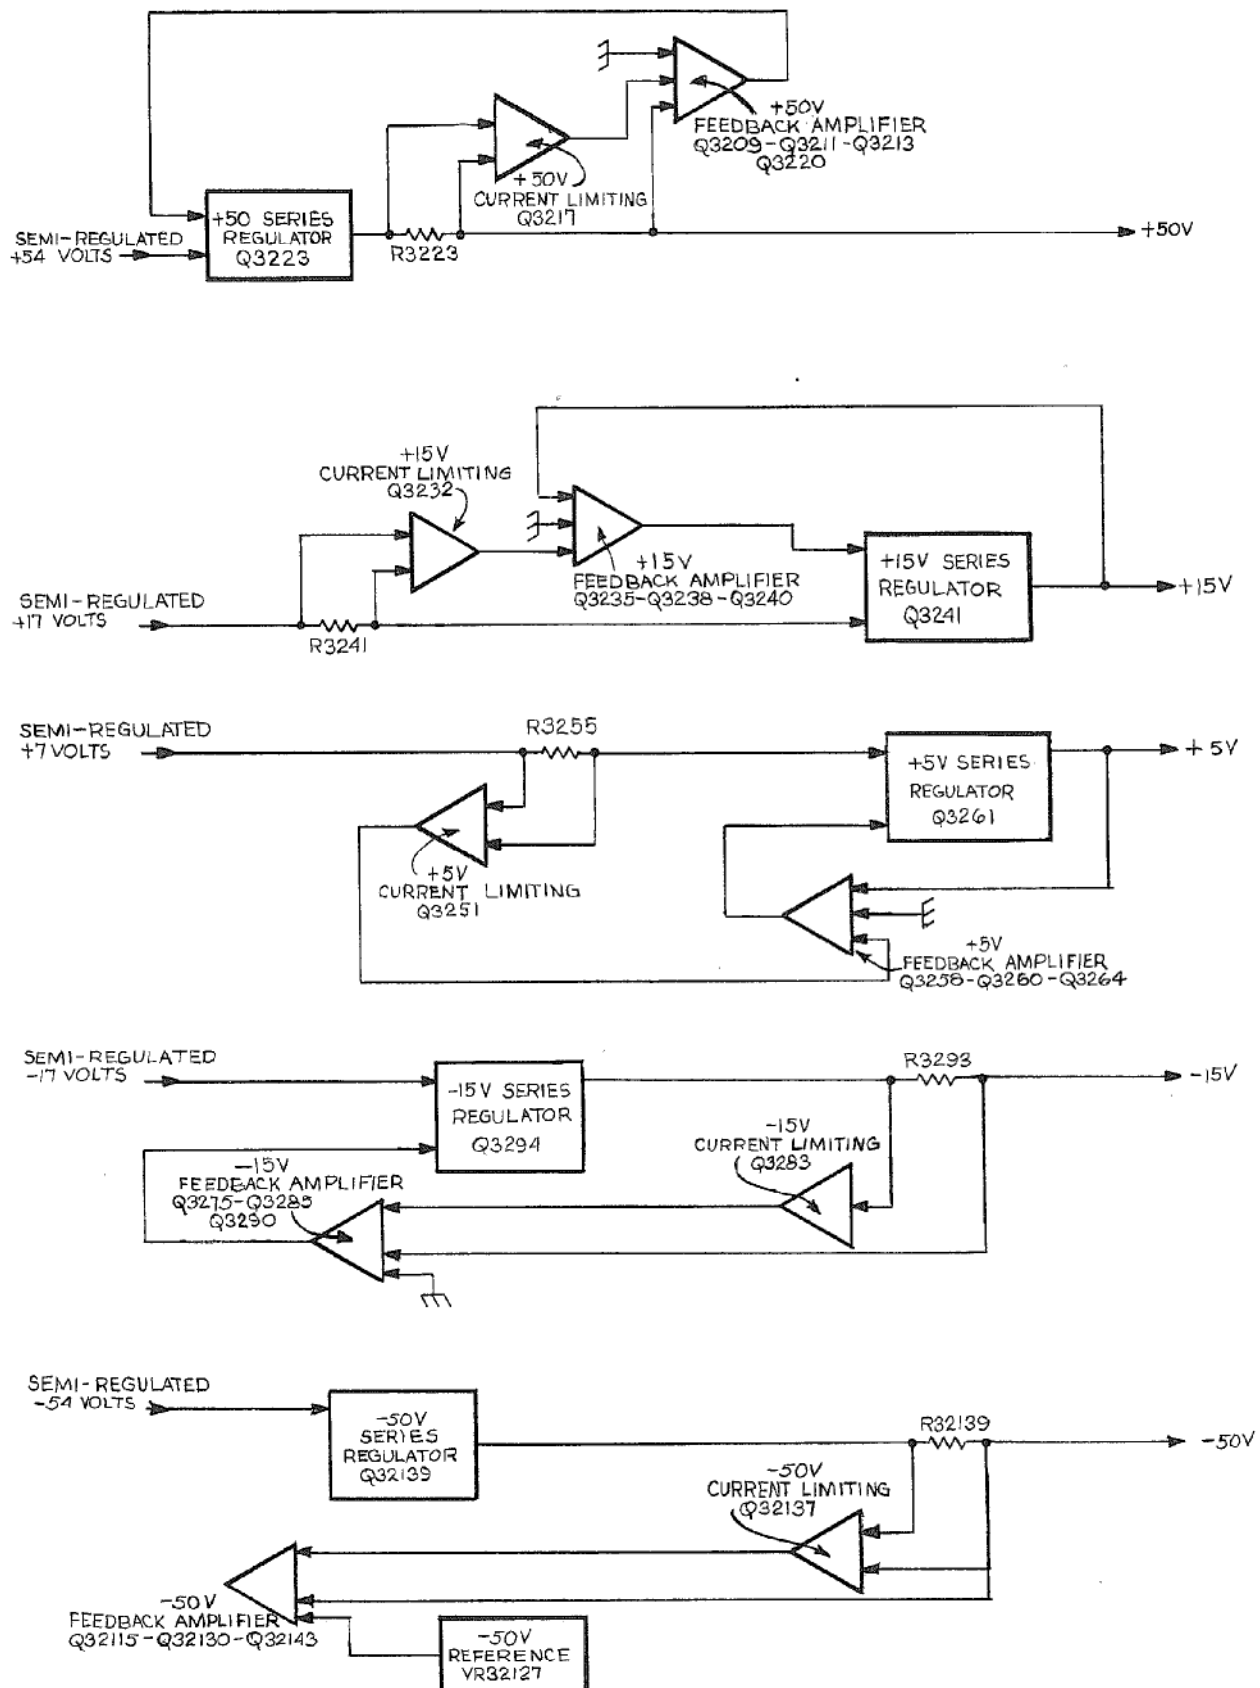 +50V
FEEDBACK AMPLIFIER
Q3209-Q3211-Q3213
Q3220
+50V
CURRENT LIMITING
Q3217
+50 SERIES
REGULATOR
Q3223
SEMI-REGULATED
+54 VOLTS
R3223
+50V
+15V
CURRENT LIMITING
Q3232
+15V
FEEDBACK AMPLIFIER
Q3235-Q3238-Q3240
+15V SERIES
REGULATOR
Q3241
+15V
SEMI-REGULATED
+17 VOLTS
R3241
SEMI-REGULATED
+7 VOLTS
R3255
+5V SERIES
REGULATOR
Q3261
+5V
+5V
CURRENT LIMITING
Q3251
+5V
FEEDBACK AMPLIFIER
Q3258-Q3260-Q3264
SEMI-REGULATED
-17 VOLTS
-15V SERIES
REGULATOR
Q3294
R3293
-15V
-15V
CURRENT LIMITING
Q3283
-15V
FEEDBACK AMPLIFIER
Q3275-Q3285
Q3290
SEMI-REGULATED
-54 VOLTS
-50V
SERIES
REGULATOR
Q32139
R32139
-50V
-50V
CURRENT LIMITING
Q32137
-50V
FEEDBACK AMPLIFIER
Q32115-Q32130-Q32143
-50V
REFERENCE
VR32127